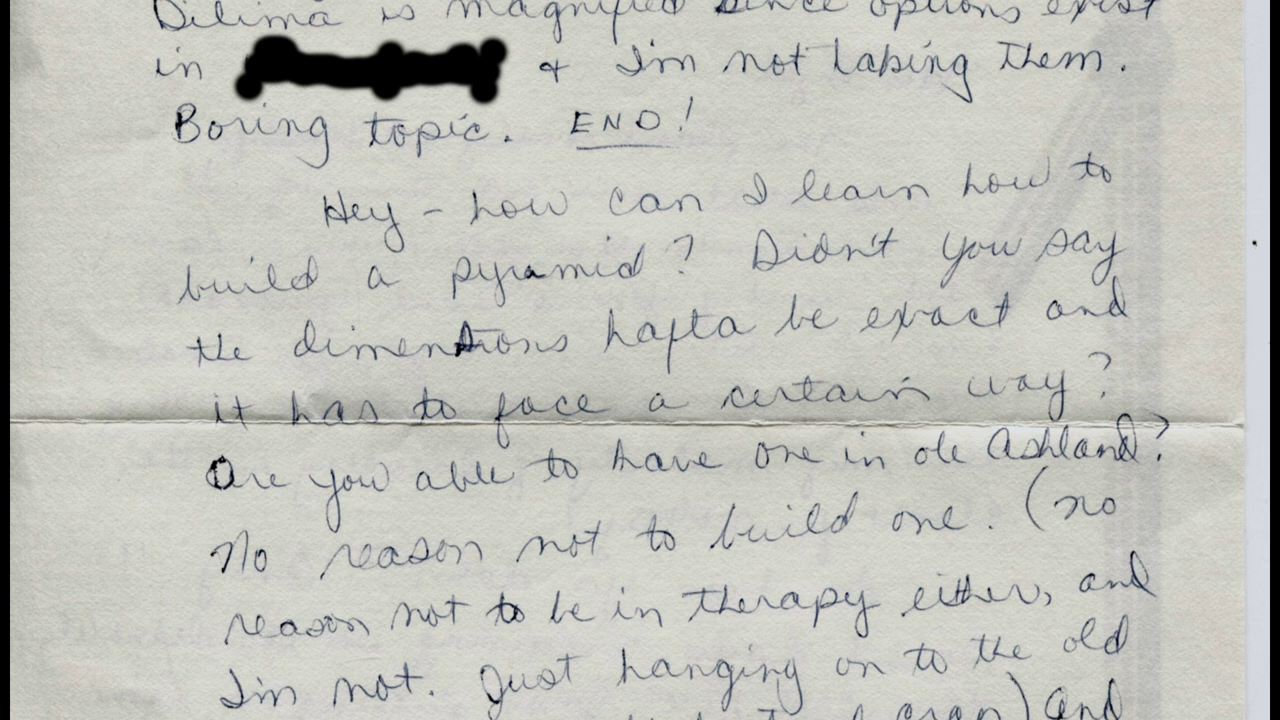 Dilima is magnified since options exist
in & I'm not taking them.
Boring topic. END!
Hey - how can I learn how to
build a pyramid? Didn't you say
the dimensions hafta be exact and
it has to face a certain way?
Are you able to have one in ole Ashland?
No reason not to build one. (no
reason not to be in therapy either, and
I'm not. Just hanging on to the old
crap) and